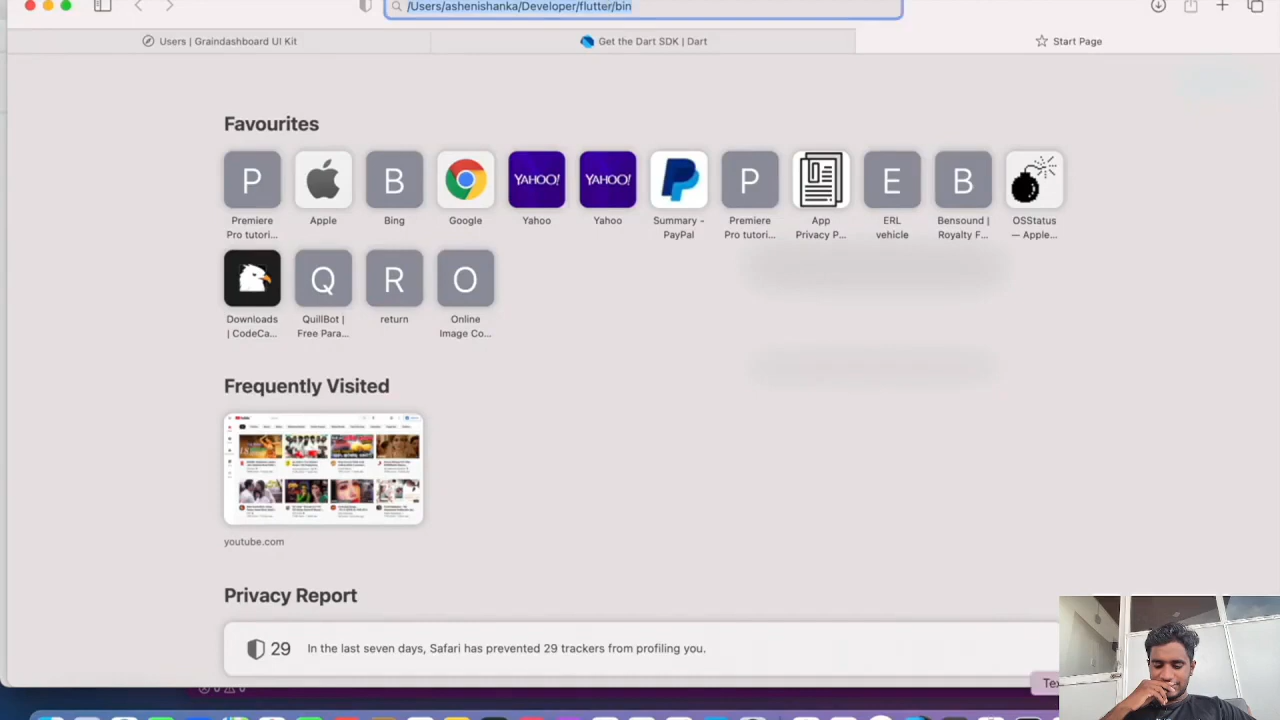 /Users/ashenishanka/Developer/flutter/bin
Users | Graindashboard UI Kit
Get the Dart SDK | Dart
Start Page
Favourites
P
B
YAHOO!
YAHOO!
P
E
B
Premiere
Pro tutori...
Apple
Bing
Google
Yahoo
Yahoo
Summary -
PayPal
Premiere
Pro tutori...
App
Privacy P...
ERL
vehicle
Bensound |
Royalty F...
OSStatus
— Apple...
Q
R
O
Downloads
| CodeCa...
QuillBot |
Free Para...
return
Online
Image Co...
Frequently Visited
youtube.com
Privacy Report
29
In the last seven days, Safari has prevented 29 trackers from profiling you.